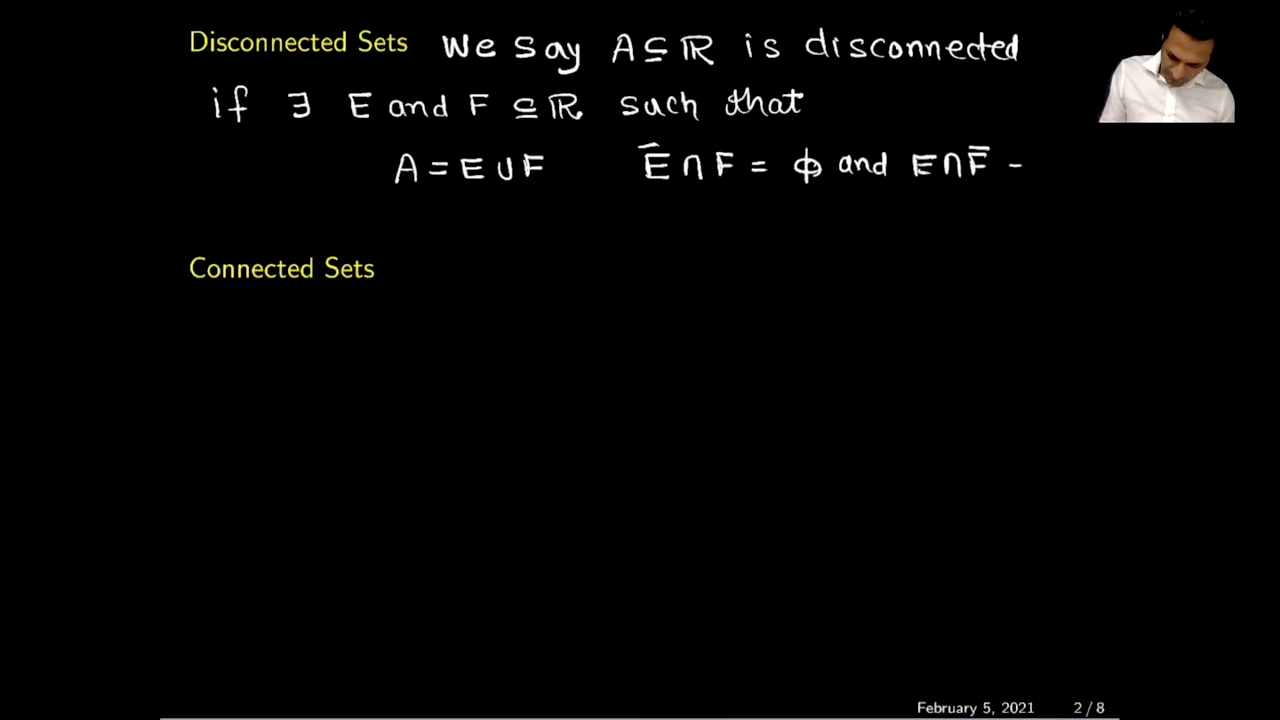 Disconnected Sets We say A ⊆ ℝ is disconnected
if ∃ E and F ⊆ ℝ such that
A = E ∪ F E̅ ∩ F = ϕ and E ∩ F̅ -
Connected Sets
February 5, 2021 2 / 8